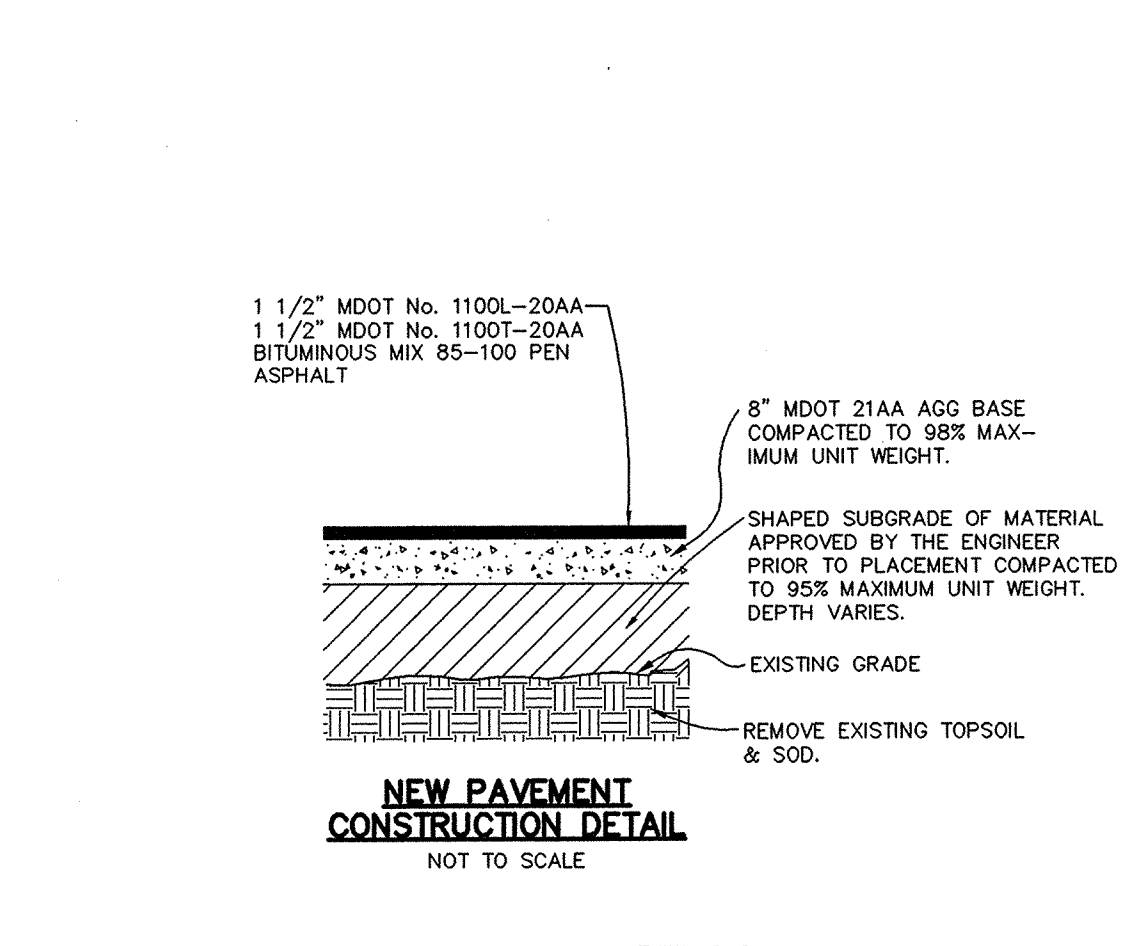 1 1/2" MDOT No. 1100L-20AA
1 1/2" MDOT No. 1100T-20AA
BITUMINOUS MIX 85-100 PEN
ASPHALT
8" MDOT 21AA AGG BASE
COMPACTED TO 98% MAX-
IMUM UNIT WEIGHT.
SHAPED SUBGRADE OF MATERIAL
APPROVED BY THE ENGINEER
PRIOR TO PLACEMENT COMPACTED
TO 95% MAXIMUM UNIT WEIGHT.
DEPTH VARIES.
EXISTING GRADE
REMOVE EXISTING TOPSOIL
& SOD.
NEW PAVEMENT
CONSTRUCTION DETAIL
NOT TO SCALE